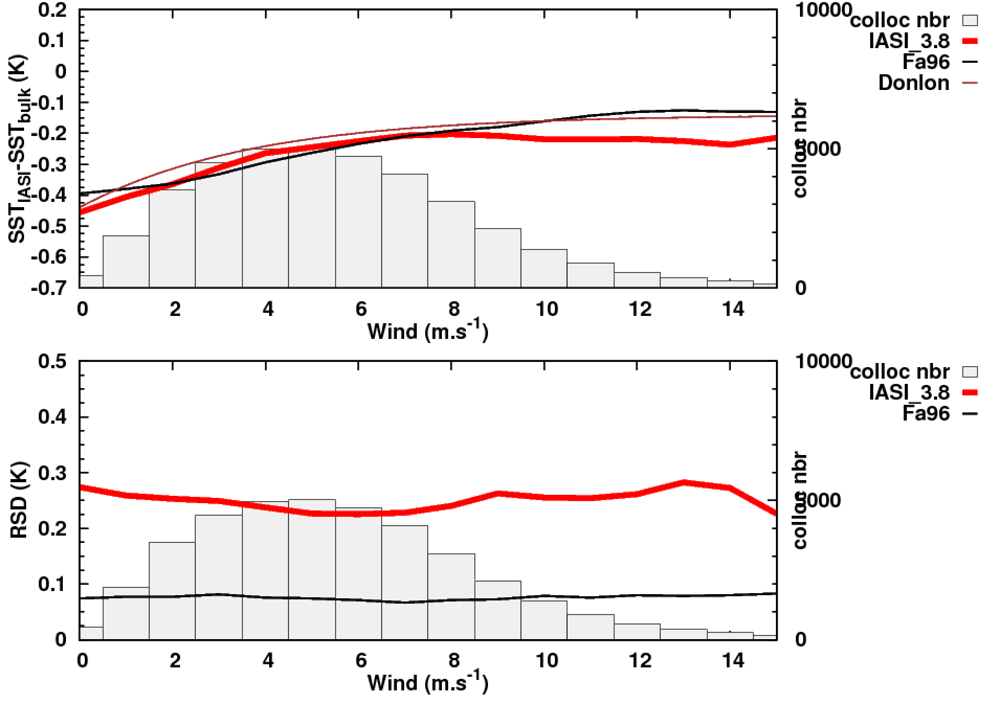 0.2
0.1
0
-0.1
-0.2
-0.3
-0.4
-0.5
-0.6
-0.7
SST_IASI-SST_bulk (K)
0 2 4 6 8 10 12 14
Wind (m.s^-1)
10000
000
0
colloc nbr
colloc nbr
IASI_3.8
Fa96
Donlon
0.5
0.4
0.3
0.2
0.1
0
RSD (K)
0 2 4 6 8 10 12 14
Wind (m.s^-1)
10000
000
0
colloc nbr
colloc nbr
IASI_3.8
Fa96